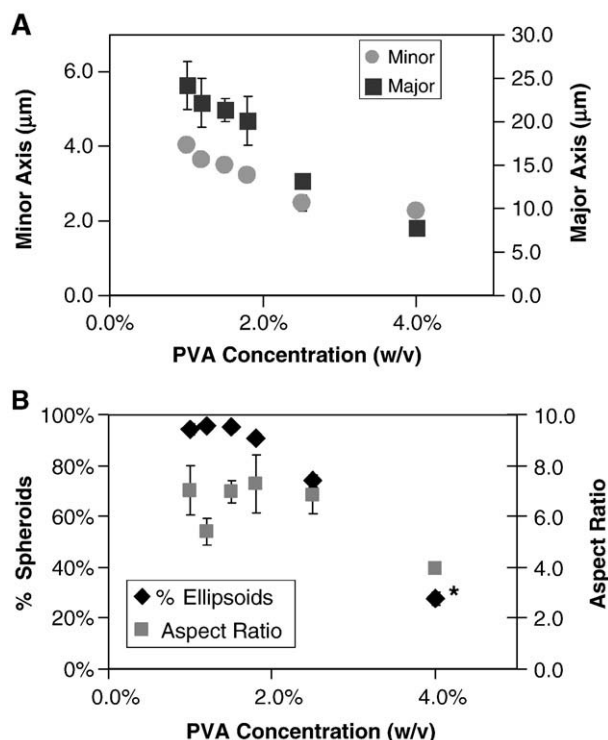 A
30.0
Minor
Major
6.0
25.0
20.0
4.0
15.0
2.0
10.0
5.0
0.0
0.0
0.0%
2.0%
4.0%
Minor Axis (μm)
Major Axis (μm)
PVA Concentration (w/v)
B
100%
10.0
80%
8.0
60%
6.0
40%
4.0
*
% Ellipsoids
20%
2.0
Aspect Ratio
0%
0.0
0.0%
2.0%
4.0%
% Spheroids
Aspect Ratio
PVA Concentration (w/v)